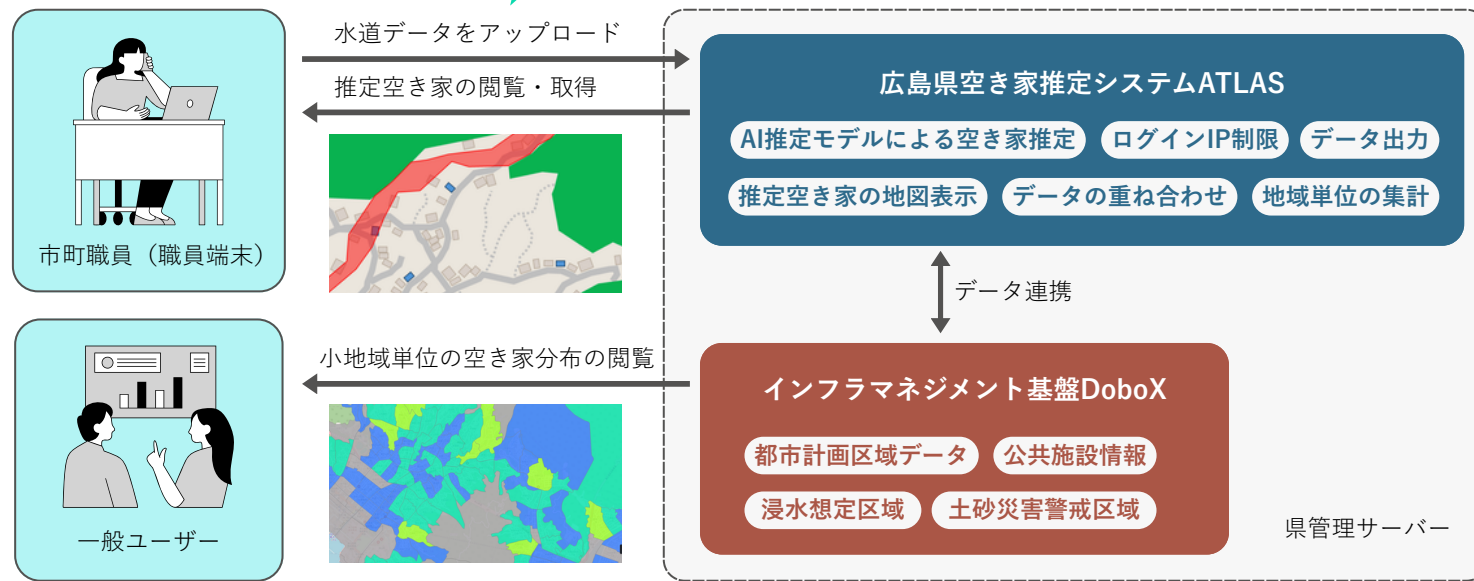 水道データをアップロード
推定空き家の閲覧・取得
市町職員（職員端末）
広島県空き家推定システムATLAS
AI推定モデルによる空き家推定
ログインIP制限
データ出力
推定空き家の地図表示
データの重ね合わせ
地域単位の集計
データ連携
小地域単位の空き家分布の閲覧
一般ユーザー
インフラマネジメント基盤DoboX
都市計画区域データ
公共施設情報
浸水想定区域
土砂災害警戒区域
県管理サーバー